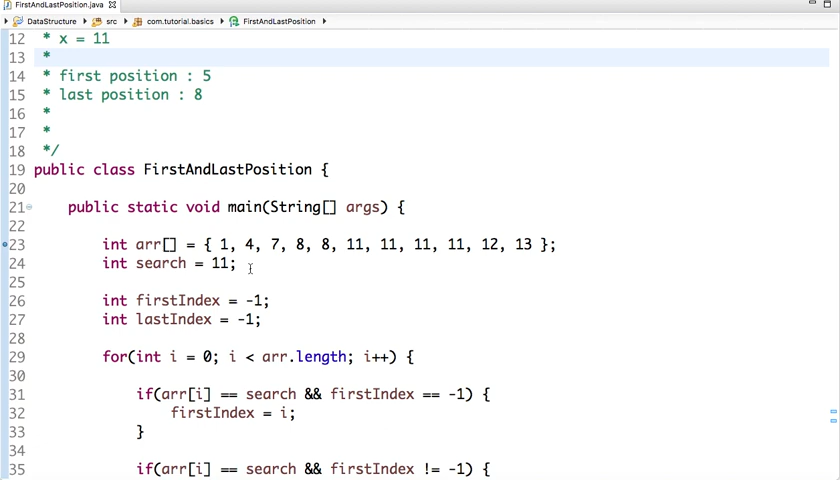 FirstAndLastPosition.java
DataStructure src com.tutorial.basics FirstAndLastPosition
12 * x = 11
13 *
14 * first position : 5
15 * last position : 8
16 *
17 *
18 */
19 public class FirstAndLastPosition {
20
21 public static void main(String[] args) {
22
23 int arr[] = { 1, 4, 7, 8, 8, 11, 11, 11, 11, 12, 13 };
24 int search = 11;
25
26 int firstIndex = -1;
27 int lastIndex = -1;
28
29 for(int i = 0; i < arr.length; i++) {
30
31 if(arr[i] == search && firstIndex == -1) {
32 firstIndex = i;
33 }
34
35 if(arr[i] == search && firstIndex != -1) {